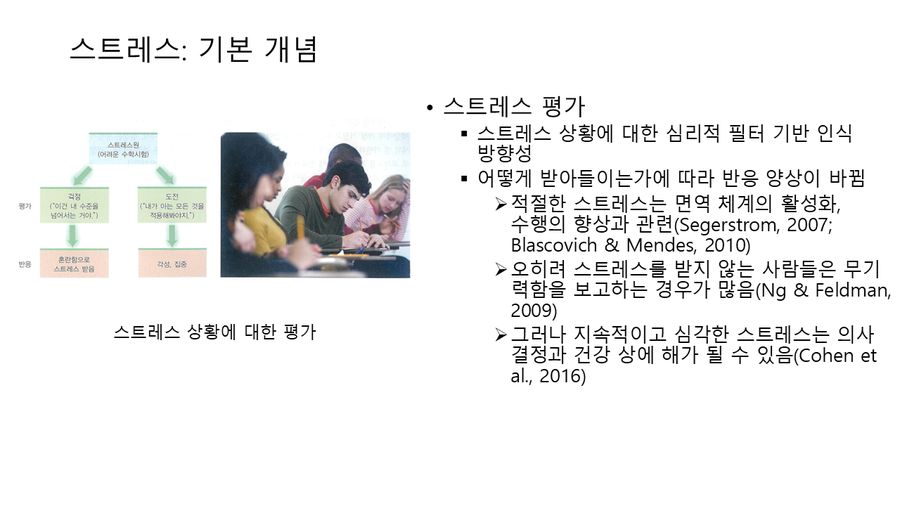 스트레스: 기본 개념
스트레스원
(어려운 수학시험)
평가
걱정
("이건 내 수준을
넘어서는 거야.")
도전
("내가 아는 모든 것을
적용해봐야지.")
반응
혼란함으로
스트레스 받음
각성, 집중
스트레스 상황에 대한 평가
• 스트레스 평가
▪ 스트레스 상황에 대한 심리적 필터 기반 인식
방향성
▪ 어떻게 받아들이는가에 따라 반응 양상이 바뀜
➢ 적절한 스트레스는 면역 체계의 활성화,
수행의 향상과 관련(Segerstrom, 2007;
Blascovich & Mendes, 2010)
➢ 오히려 스트레스를 받지 않는 사람들은 무기
력함을 보고하는 경우가 많음(Ng & Feldman,
2009)
➢ 그러나 지속적이고 심각한 스트레스는 의사
결정과 건강 상에 해가 될 수 있음(Cohen et
al., 2016)